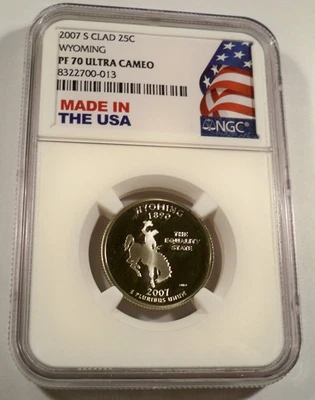 2007 S CLAD 25C
WYOMING
PF 70 ULTRA CAMEO
8322700-013
MADE IN
THE USA
NGC
WYOMING
1890
THE
EQUALITY
STATE
2007
E PLURIBUS UNUM